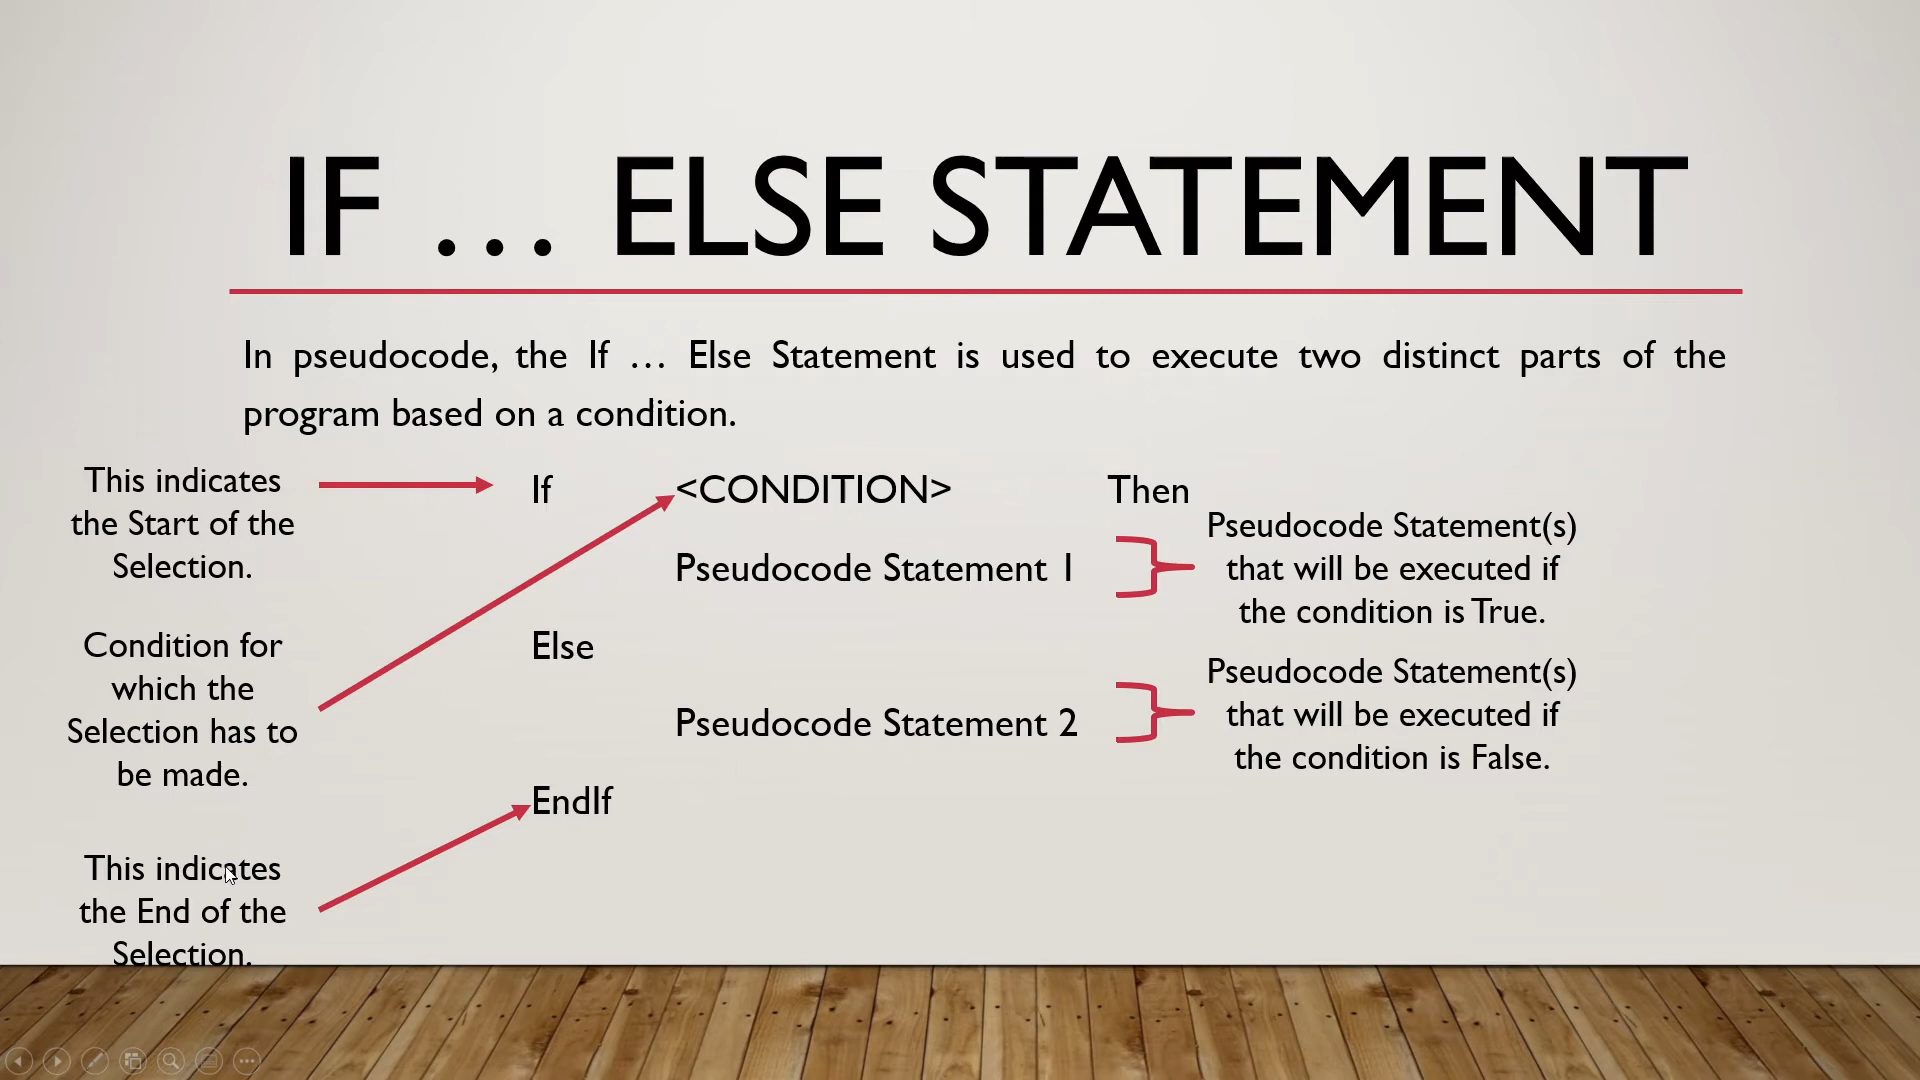 IF ... ELSE STATEMENT
In pseudocode, the If ... Else Statement is used to execute two distinct parts of the
program based on a condition.
This indicates
the Start of the
Selection.
Condition for
which the
Selection has to
be made.
This indicates
the End of the
Selection.
If <CONDITION> Then
Pseudocode Statement 1
Else
Pseudocode Statement 2
EndIf
Pseudocode Statement(s)
that will be executed if
the condition is True.
Pseudocode Statement(s)
that will be executed if
the condition is False.